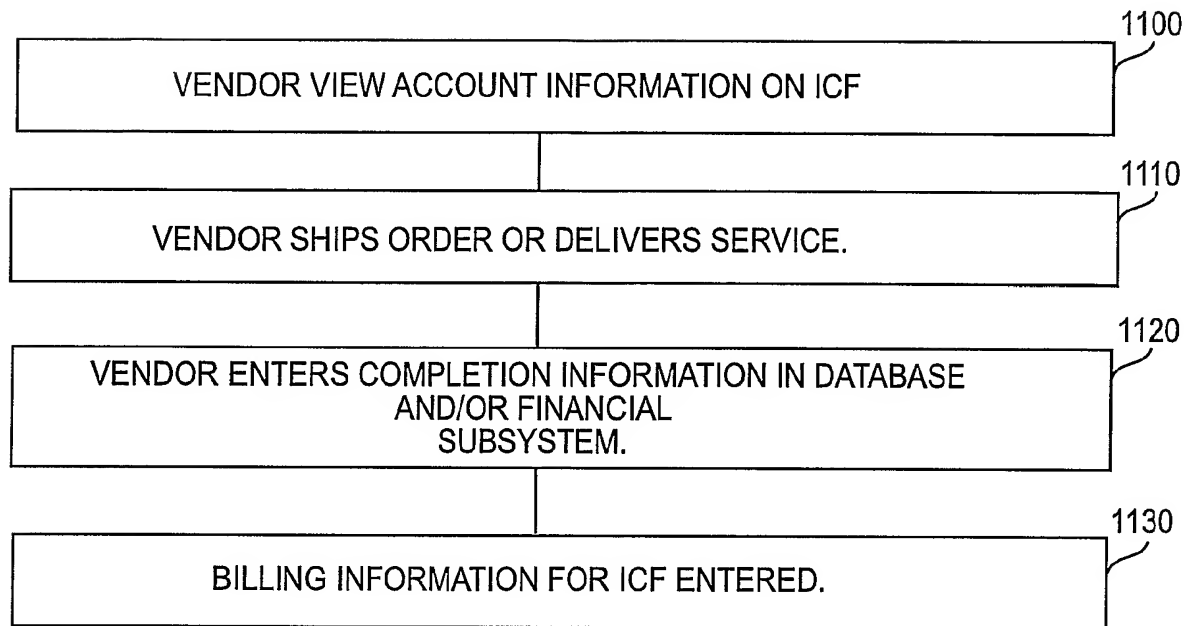 1100
VENDOR VIEW ACCOUNT INFORMATION ON ICF
1110
VENDOR SHIPS ORDER OR DELIVERS SERVICE.
1120
VENDOR ENTERS COMPLETION INFORMATION IN DATABASE
AND/OR FINANCIAL
SUBSYSTEM.
1130
BILLING INFORMATION FOR ICF ENTERED.